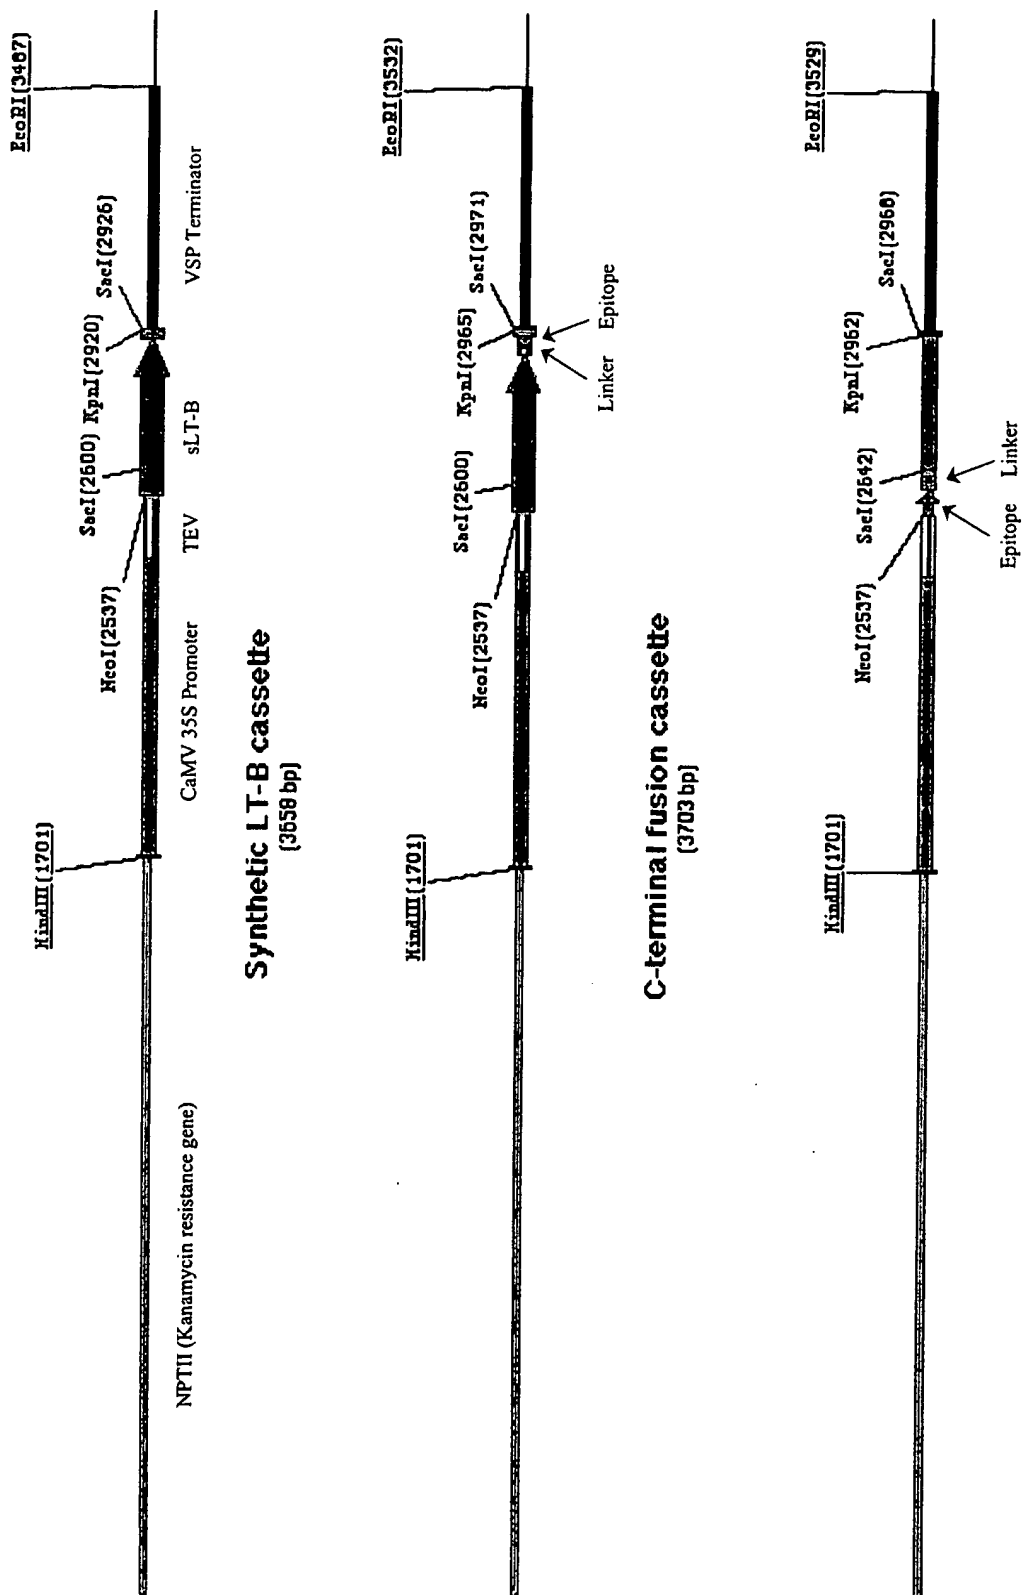 HindIII(1701)
NcoI(2537)
SacI(2600)
KpnI(2920)
SacI(2926)
EcoRI(3487)
NPTII (Kanamycin resistance gene)
CaMV 35S Promoter
TEV
sLT-B
VSP Terminator
Synthetic LT-B cassette
(3658 bp)
HindIII(1701)
NcoI(2537)
SacI(2600)
KpnI(2965)
SacI(2971)
EcoRI(3532)
Linker
Epitope
C-terminal fusion cassette
(3703 bp)
HindIII(1701)
NcoI(2537)
SacI(2642)
KpnI(2962)
SacI(2968)
EcoRI(3529)
Epitope
Linker